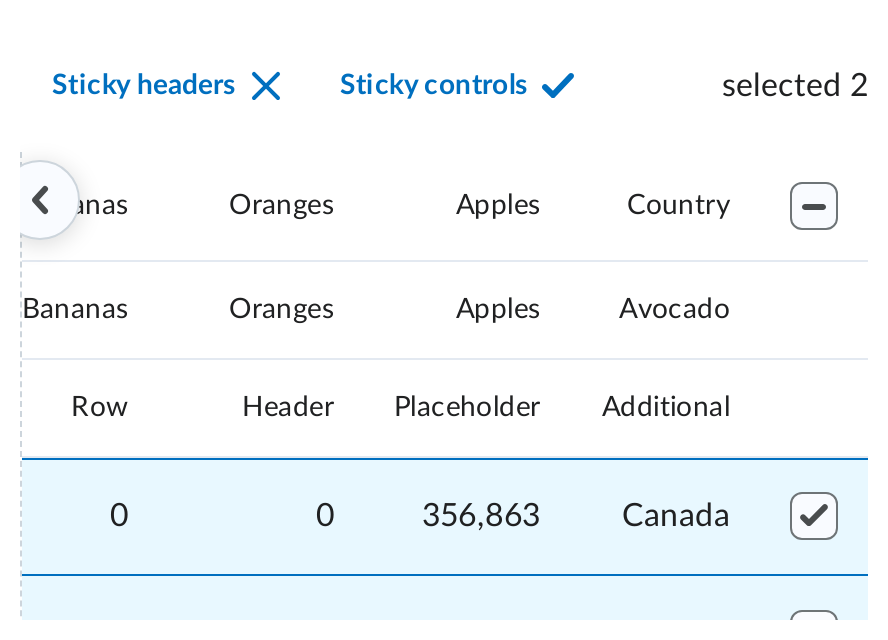 Sticky headers Sticky controls selected 2
Oranges Apples Country
Bananas Oranges Apples Avocado
Row Header Placeholder Additional
0 0 356,863 Canada